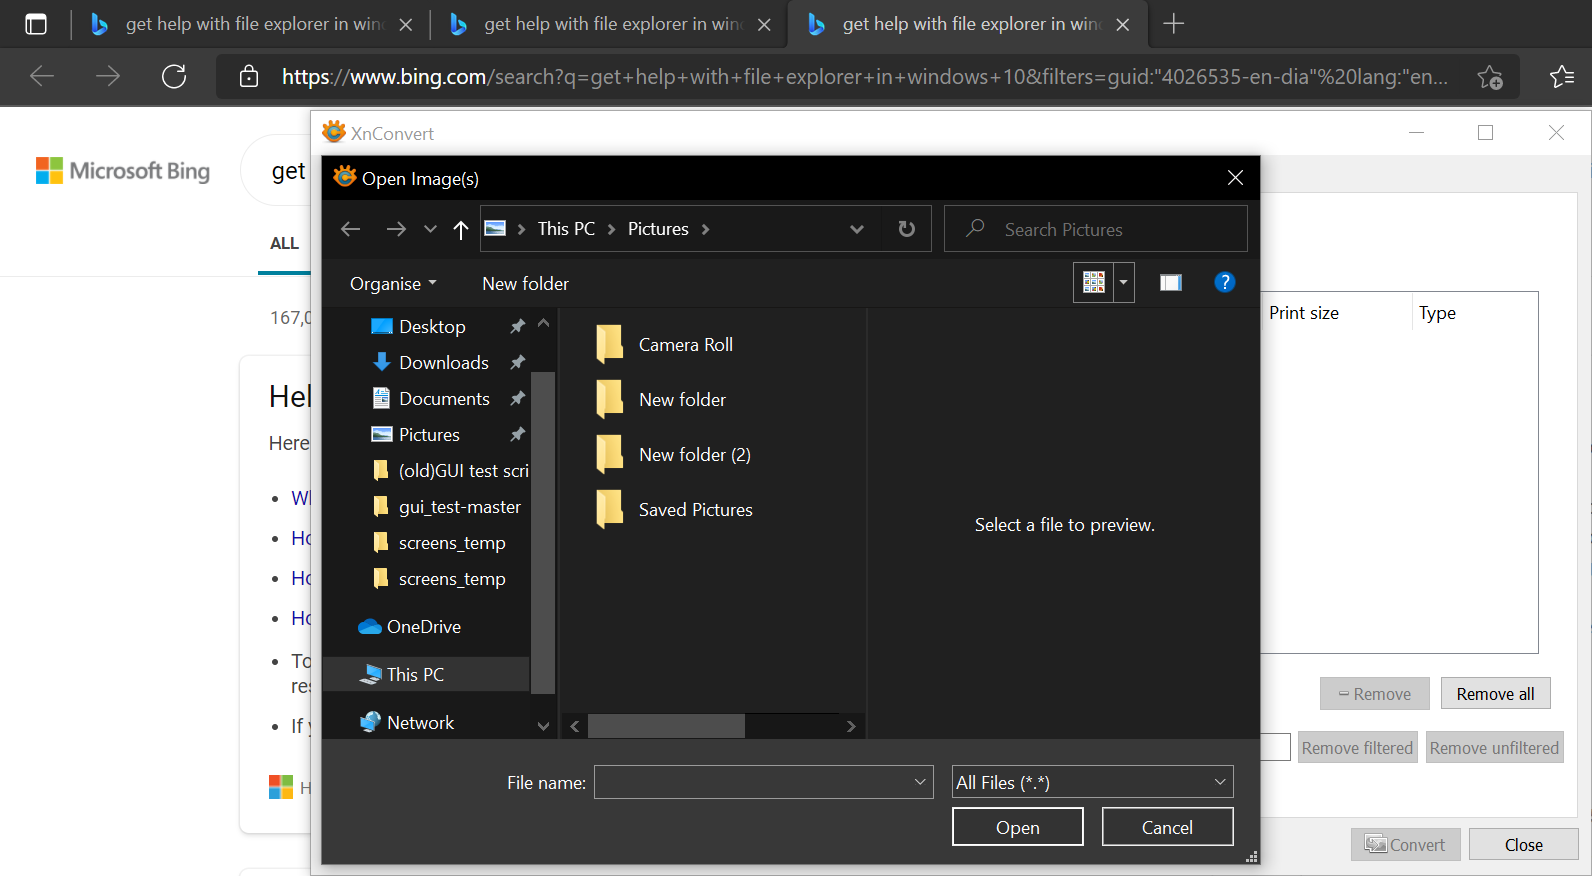 get help with file explorer in win
get help with file explorer in win
get help with file explorer in win
https://www.bing.com/search?q=get+help+with+file+explorer+in+windows+10&filters=guid:"4026535-en-dia"%20lang:"en...
Microsoft Bing
get
ALL
167,0
Hel
Here
To
If
XnConvert
Open Image(s)
This PC
Pictures
Search Pictures
Organise
New folder
Desktop
Downloads
Documents
Pictures
(old)GUI test scri
gui_test-master
screens_temp
screens_temp
OneDrive
This PC
Network
Camera Roll
New folder
New folder (2)
Saved Pictures
Select a file to preview.
File name:
All Files (*.*)
Open
Cancel
Print size
Type
Remove
Remove all
Remove filtered
Remove unfiltered
Convert
Close